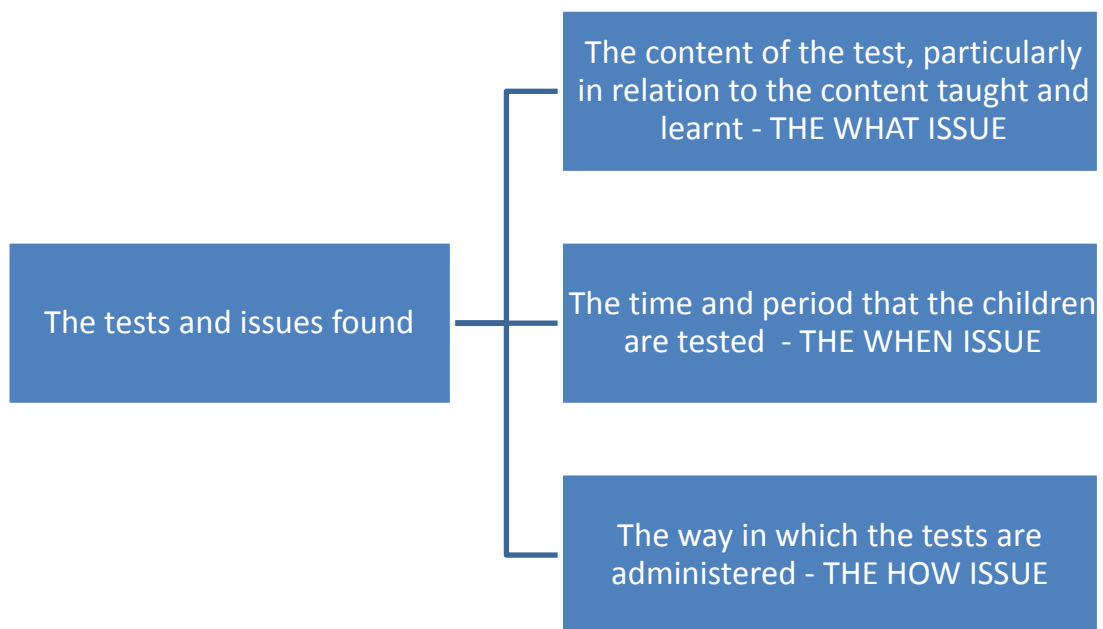 The content of the test, particularly
in relation to the content taught and
learnt - THE WHAT ISSUE
The tests and issues found
The time and period that the children
are tested - THE WHEN ISSUE
The way in which the tests are
administered - THE HOW ISSUE